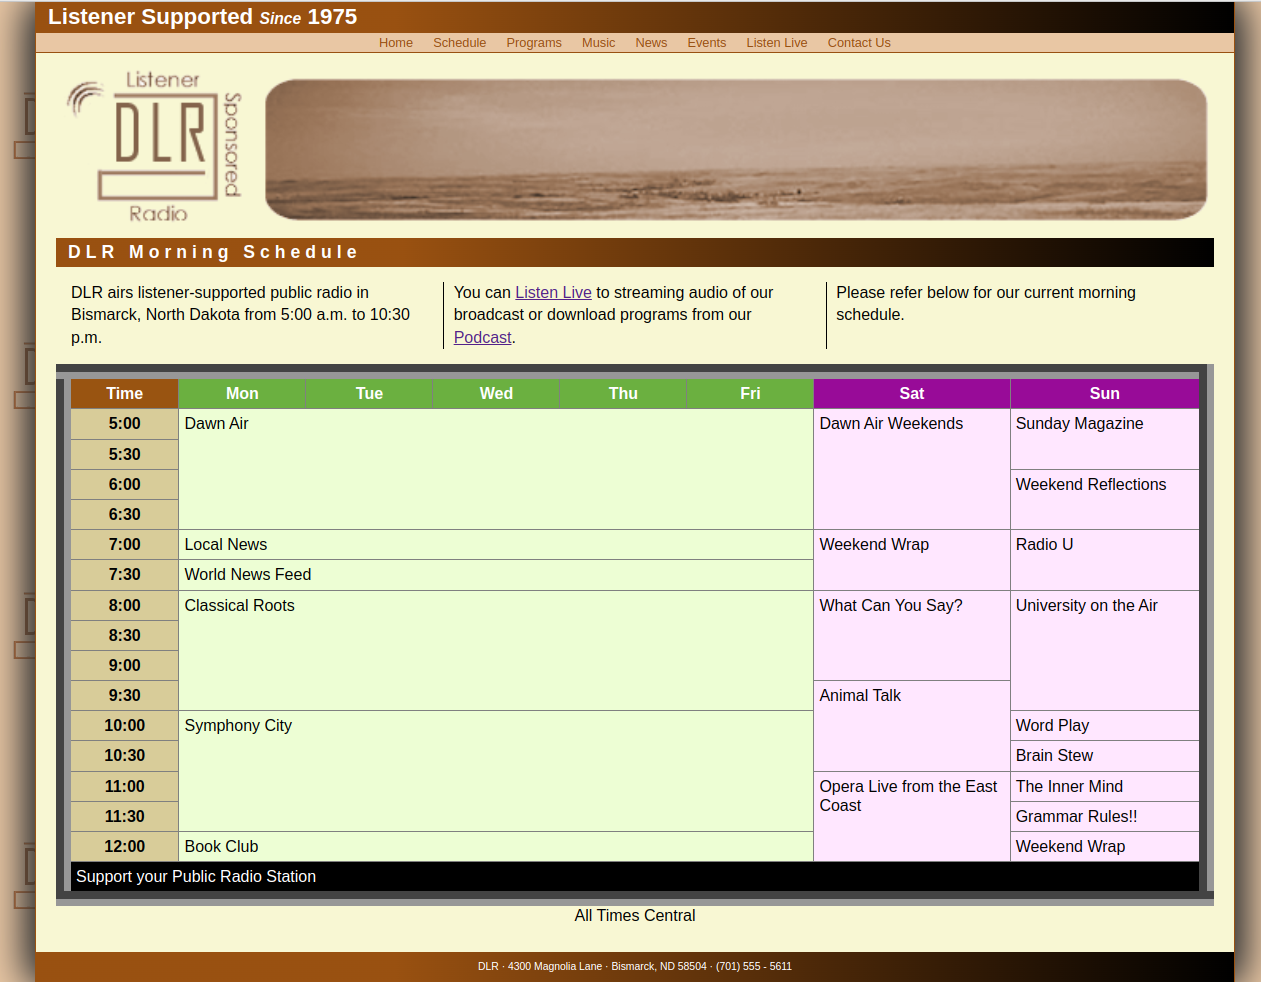 Listener Supported Since 1975
Home Schedule Programs Music News Events Listen Live Contact Us
Listener
DLR
Sponsored
Radio
DLR Morning Schedule
DLR airs listener-supported public radio in
Bismarck, North Dakota from 5:00 a.m. to 10:30
p.m.
You can Listen Live to streaming audio of our
broadcast or download programs from our
Podcast.
Please refer below for our current morning
schedule.
Time Mon Tue Wed Thu Fri Sat Sun
5:00 Dawn Air Dawn Air Weekends Sunday Magazine
5:30
6:00 Weekend Reflections
6:30
7:00 Local News Weekend Wrap Radio U
7:30 World News Feed
8:00 Classical Roots What Can You Say? University on the Air
8:30
9:00
9:30 Animal Talk
10:00 Symphony City Word Play
10:30 Brain Stew
11:00 Opera Live from the East The Inner Mind
Coast
11:30 Grammar Rules!!
12:00 Book Club Weekend Wrap
Support your Public Radio Station
All Times Central
DLR · 4300 Magnolia Lane · Bismarck, ND 58504 · (701) 555 - 5611